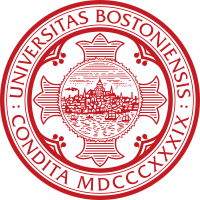 UNIVERSITAS BOSTONIENSIS
CONDITA MDCCCXXXIX